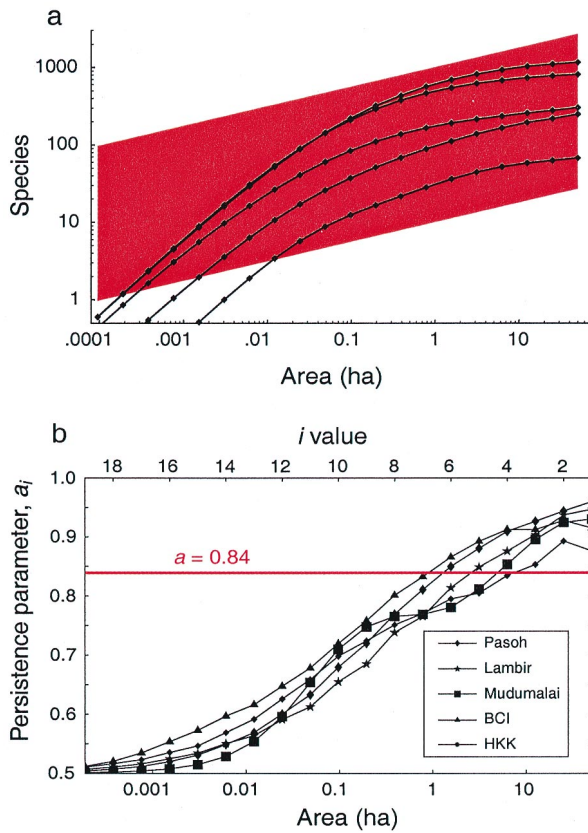 a
1000
100
10
1
Species
.0001
.001
0.01
0.1
1
10
Area (ha)
b
i value
18
16
14
12
10
8
6
4
2
1.0
0.9
0.8
0.7
0.6
0.5
Persistence parameter, ai
a = 0.84
Pasoh
Lambir
Mudumalai
BCI
HKK
0.001
0.01
0.1
1
10
Area (ha)